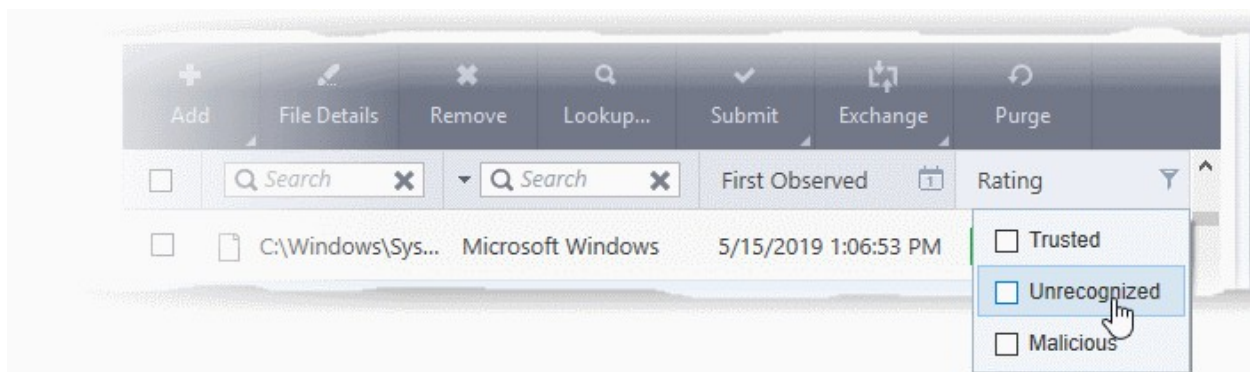 Add File Details Remove Lookup... Submit Exchange Purge
Search Search First Observed 1 Rating
C:\Windows\Sys... Microsoft Windows 5/15/2019 1:06:53 PM
Trusted
Unrecognized
Malicious